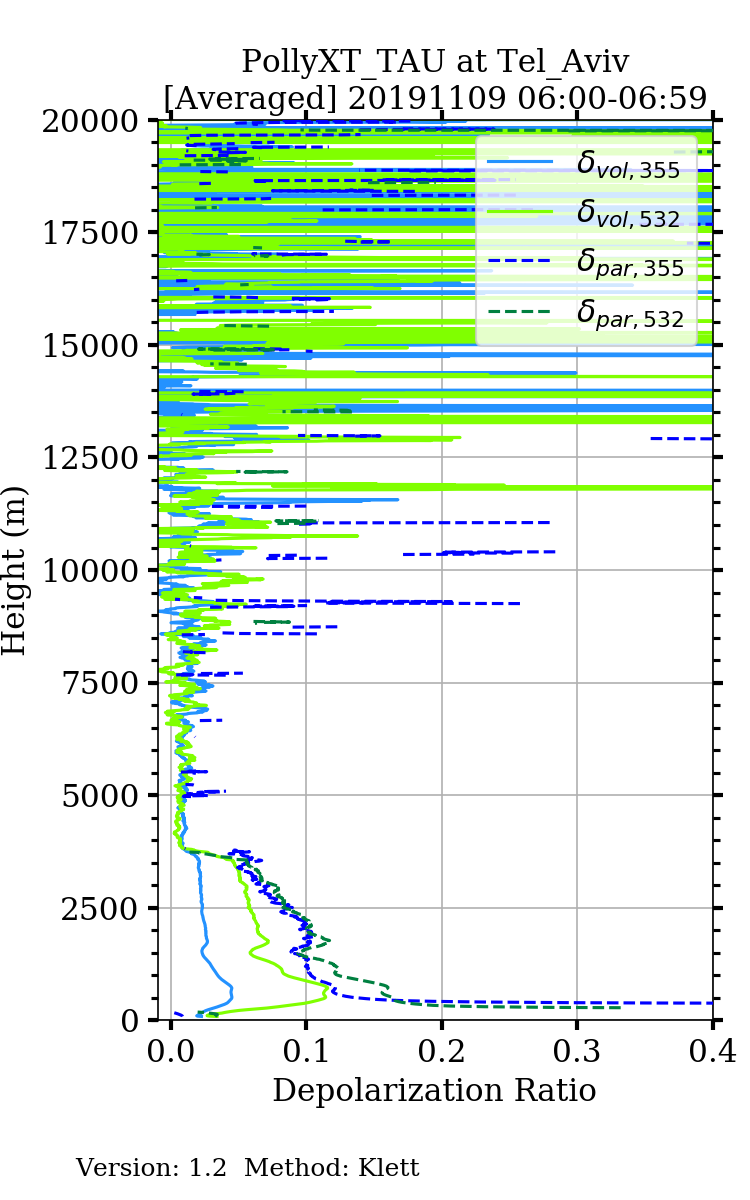 PollyXT_TAU at Tel_Aviv
[Averaged] 20191109 06:00-06:59
20000
17500
15000
12500
10000
7500
5000
2500
0
Height (m)
δvol, 355
δvol, 532
δpar, 355
δpar, 532
0.0 0.1 0.2 0.3 0.4
Depolarization Ratio
Version: 1.2 Method: Klett